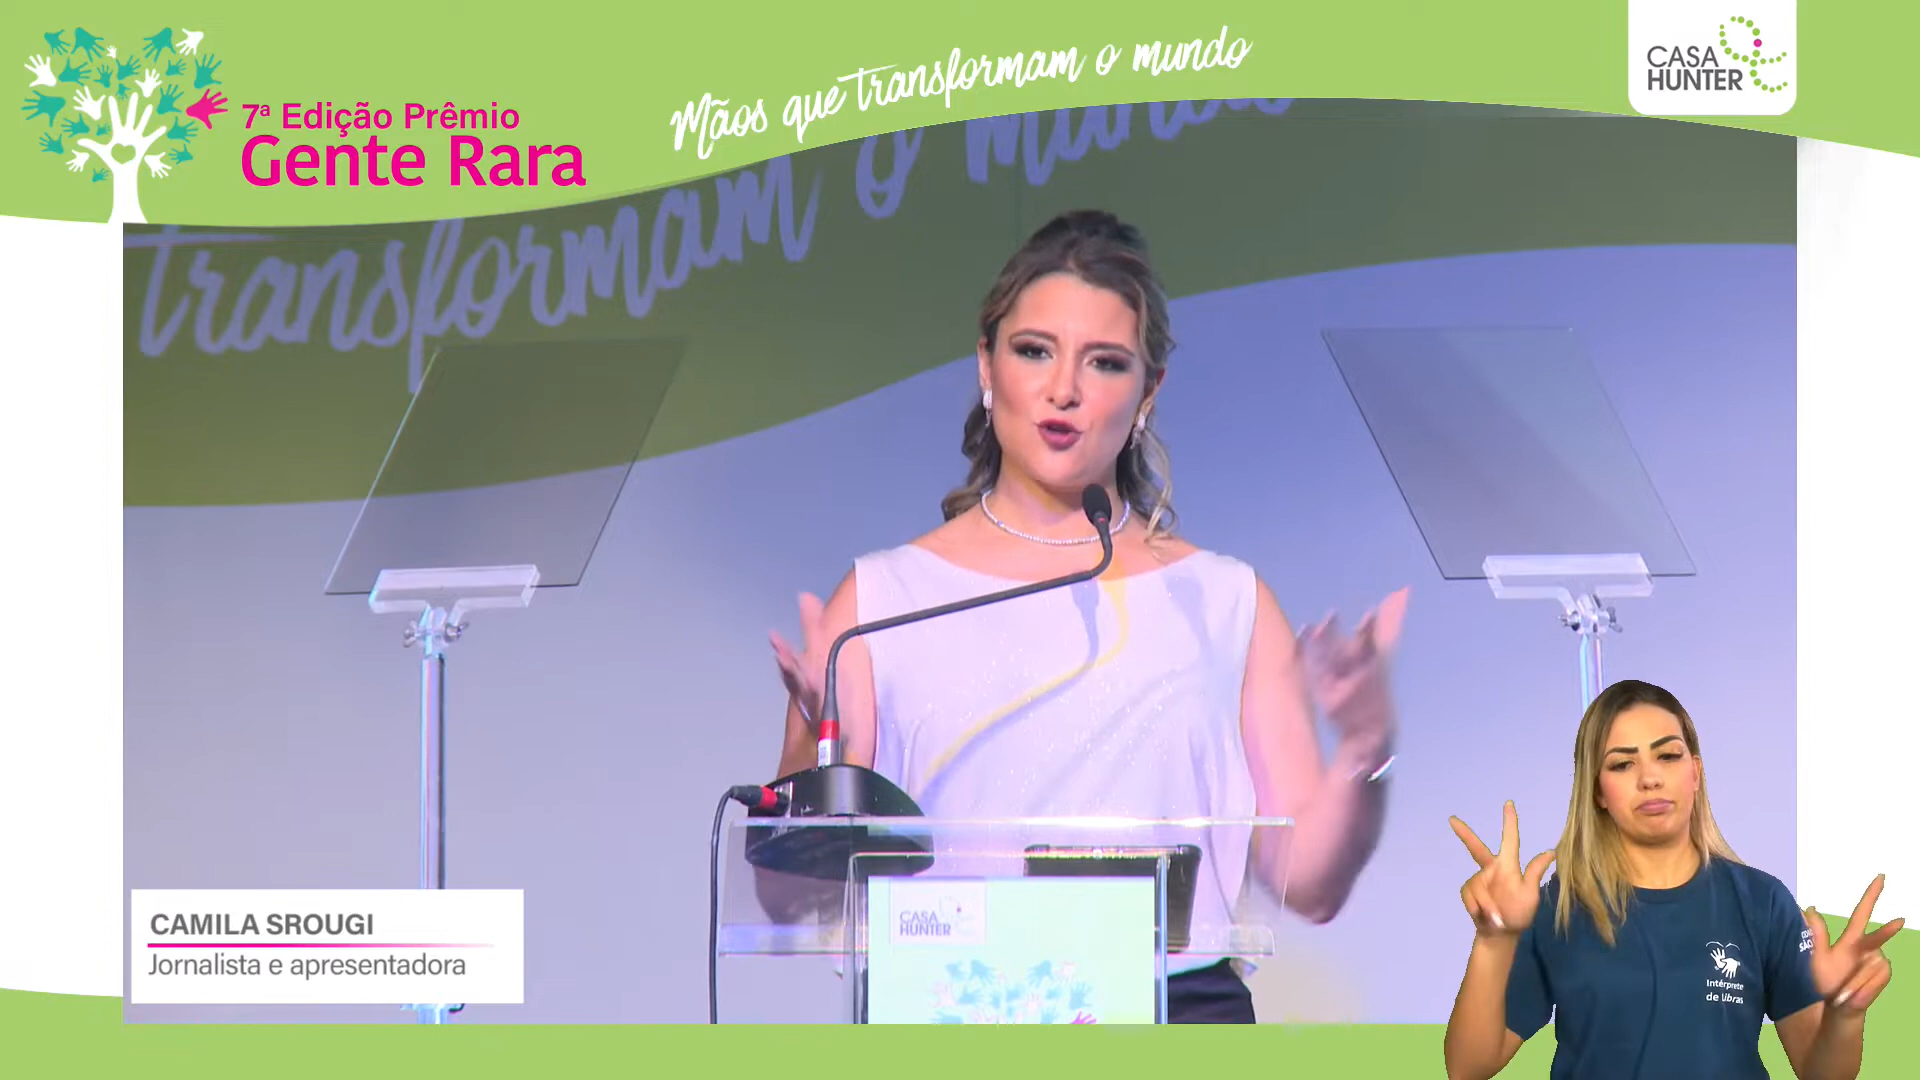 7ª Edição Prêmio
Gente Rara
Mãos que transformam o mundo
CASA
HUNTER
transformam o mundo
CAMILA SROUGI
Jornalista e apresentadora
CASA
HUNTER
Intérprete
de Libras